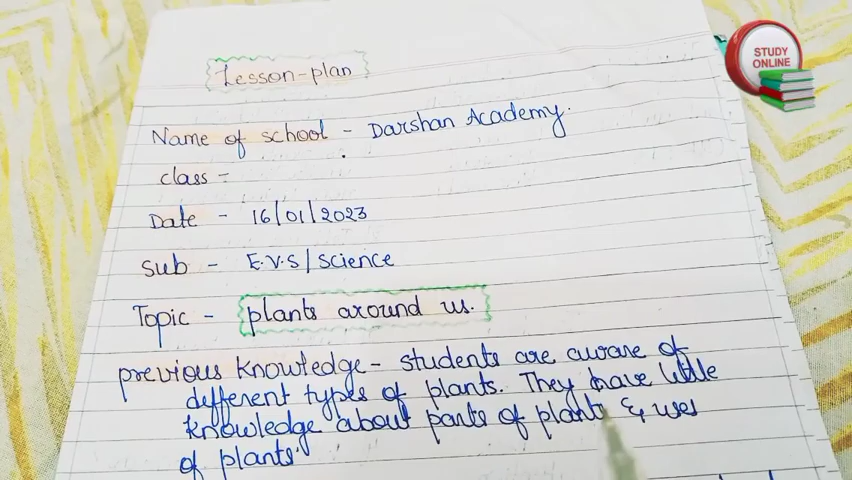 Lesson-plan
STUDY
ONLINE
Name of school - Darshan Academy.
class -
Date - 16/01/2023
Sub - E.V.S/Science
Topic - plants around us.
previous knowledge - students are aware of
different types of plants. They have little
knowledge about parts of plants & uses
of plants.